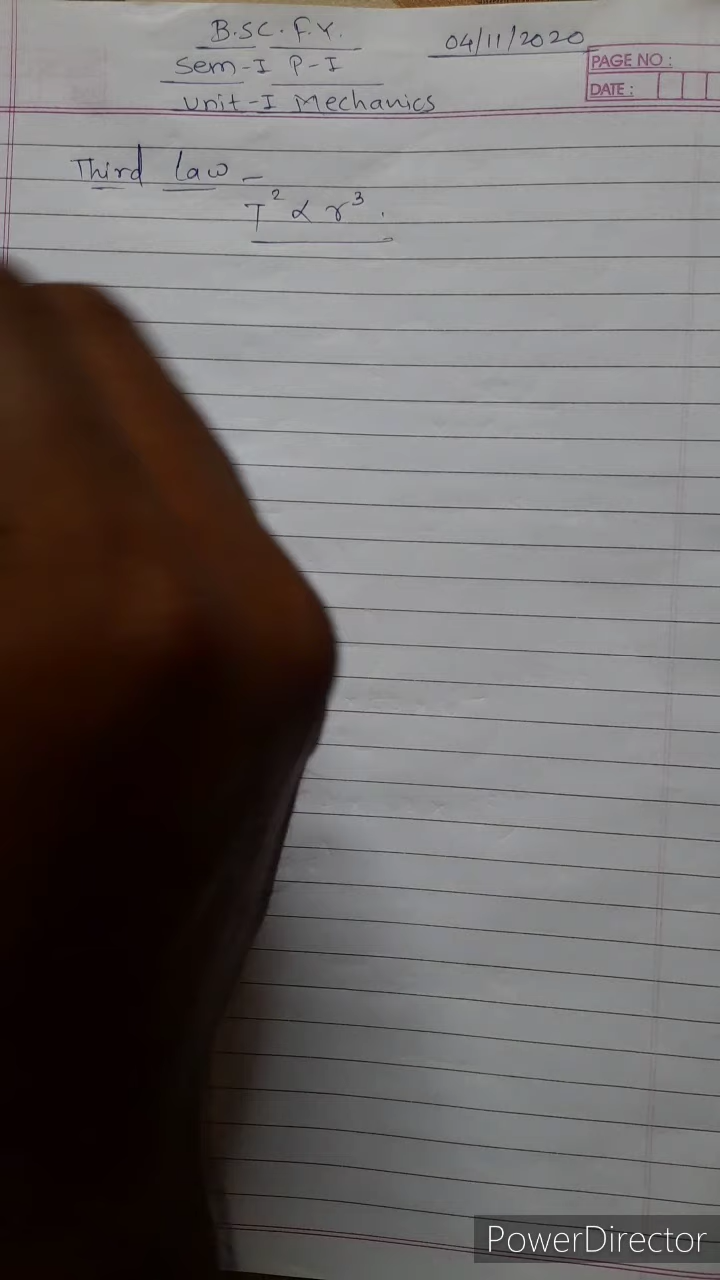 B.SC. F.Y.
04/11/2020
Sem-I P-I
PAGE NO :
DATE :
Unit-I Mechanics
Third law -
T² ∝ r³.
PowerDirector